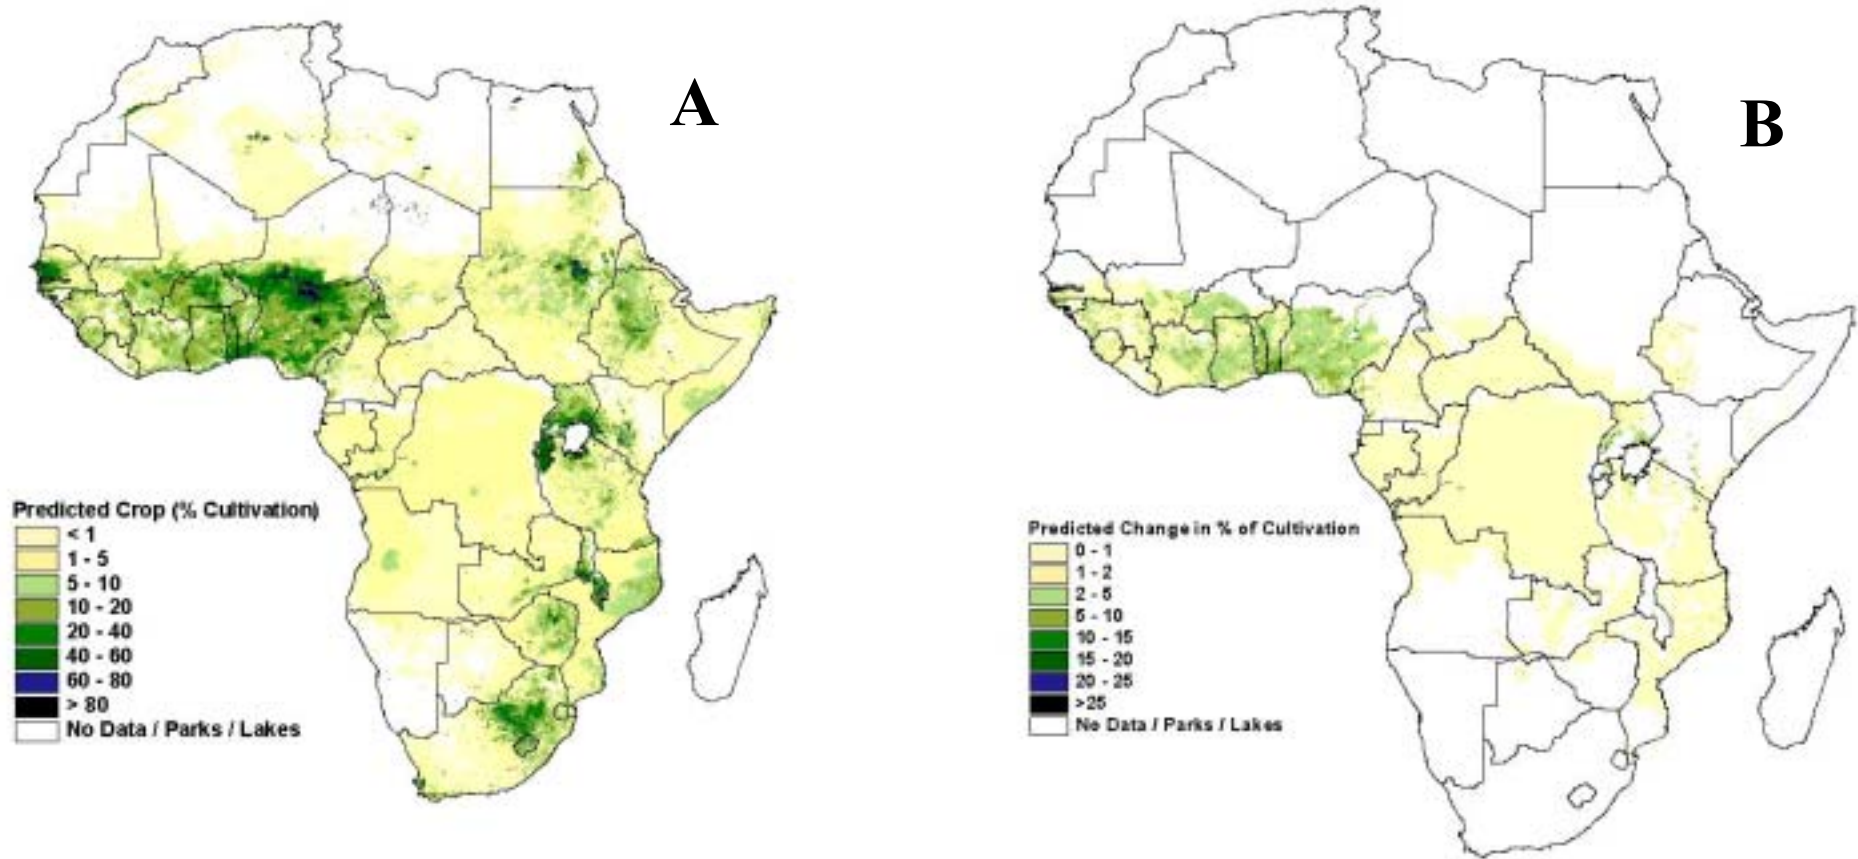 A
B
Predicted Crop (% Cultivation)
< 1
1 - 5
5 - 10
10 - 20
20 - 40
40 - 60
60 - 80
> 80
No Data / Parks / Lakes
Predicted Change in % of Cultivation
0 - 1
1 - 2
2 - 5
5 - 10
10 - 15
15 - 20
20 - 25
>25
No Data / Parks / Lakes